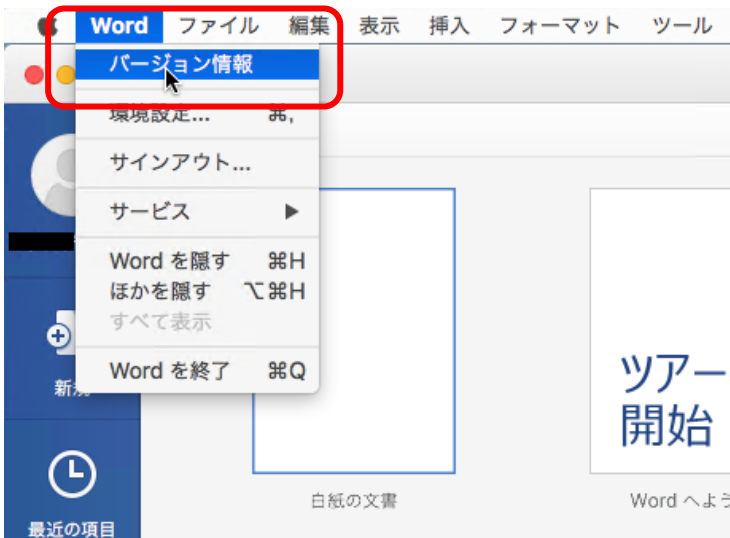 Word ファイル 編集 表示 挿入 フォーマット ツール
バージョン情報
環境設定... ⌘,
サインアウト...
サービス ▶
Word を隠す ⌘H
ほかを隠す ⌥⌘H
すべて表示
Word を終了 ⌘Q
新規
最近の項目
白紙の文書
ツアー
開始
Word へよう